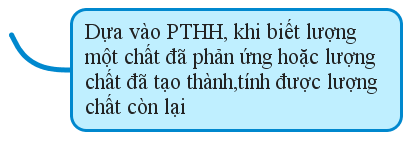 Dựa vào PTHH, khi biết lượng
một chất đã phản ứng hoặc lượng
chất đã tạo thành,tính được lượng
chất còn lại